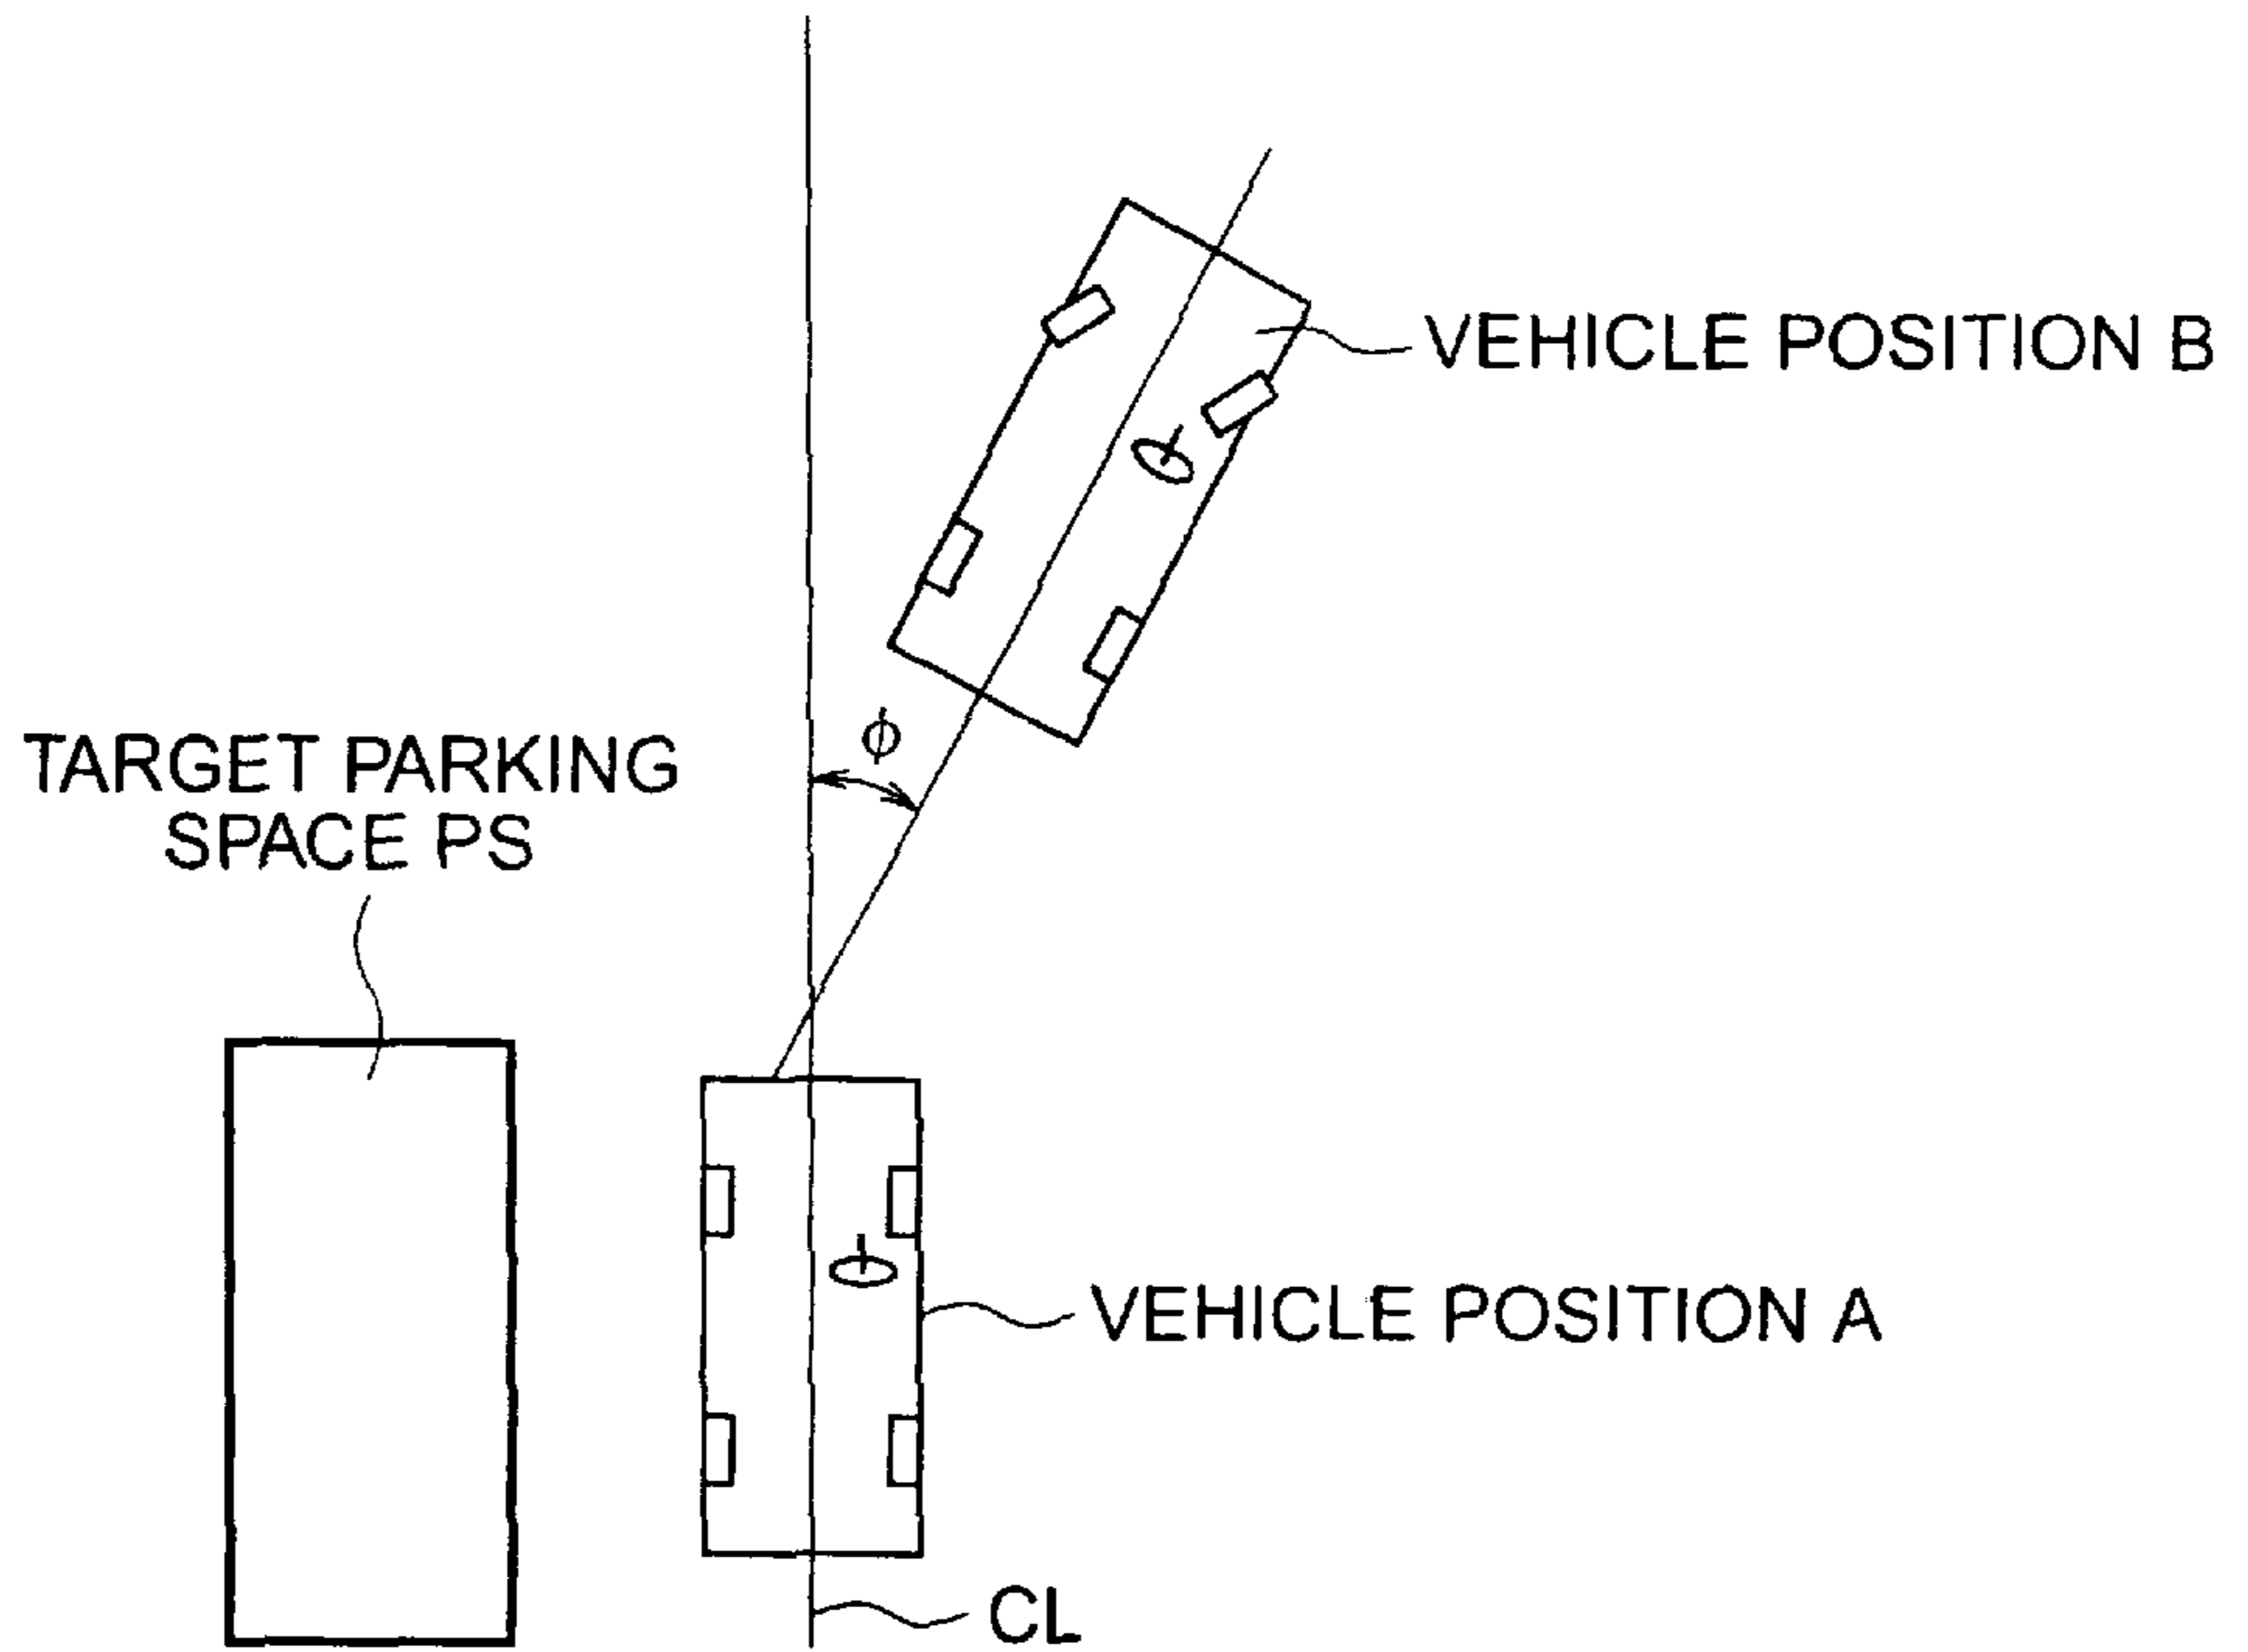 VEHICLE POSITION B
ϕ
TARGET PARKING
SPACE PS
VEHICLE POSITION A
CL